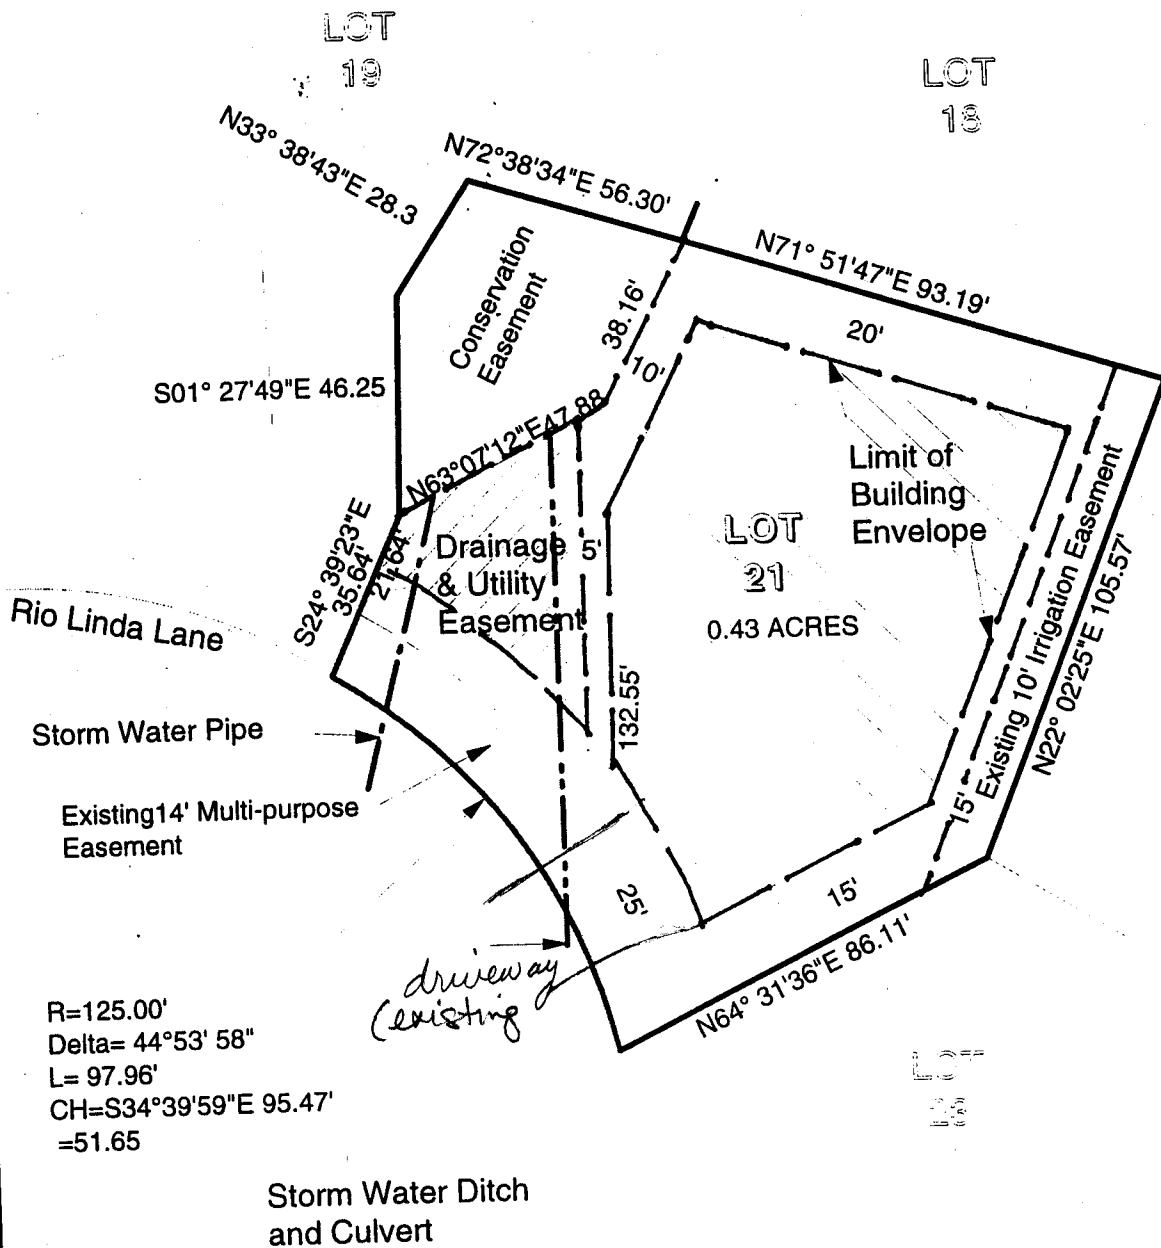 LOT
19
LOT
18
N33° 38'43"E 28.3
N72°38'34"E 56.30'
N71° 51'47"E 93.19'
Conservation
Easement
38.16'
10'
20'
S01° 27'49"E 46.25
N63°07'12"E 47.88
Limit of
Building
Envelope
LOT
21
0.43 ACRES
Drainage
& Utility
Easement
5'
S24° 39'23"E
35.64'
21.64'
Rio Linda Lane
132.55'
Existing 10' Irrigation Easement
N22° 02'25"E 105.57'
Storm Water Pipe
Existing14' Multi-purpose
Easement
15'
25'
15'
N64° 31'36"E 86.11'
driveway
(existing
R=125.00'
Delta= 44°53' 58"
L= 97.96'
CH=S34°39'59"E 95.47'
=51.65
LOT
Storm Water Ditch
and Culvert